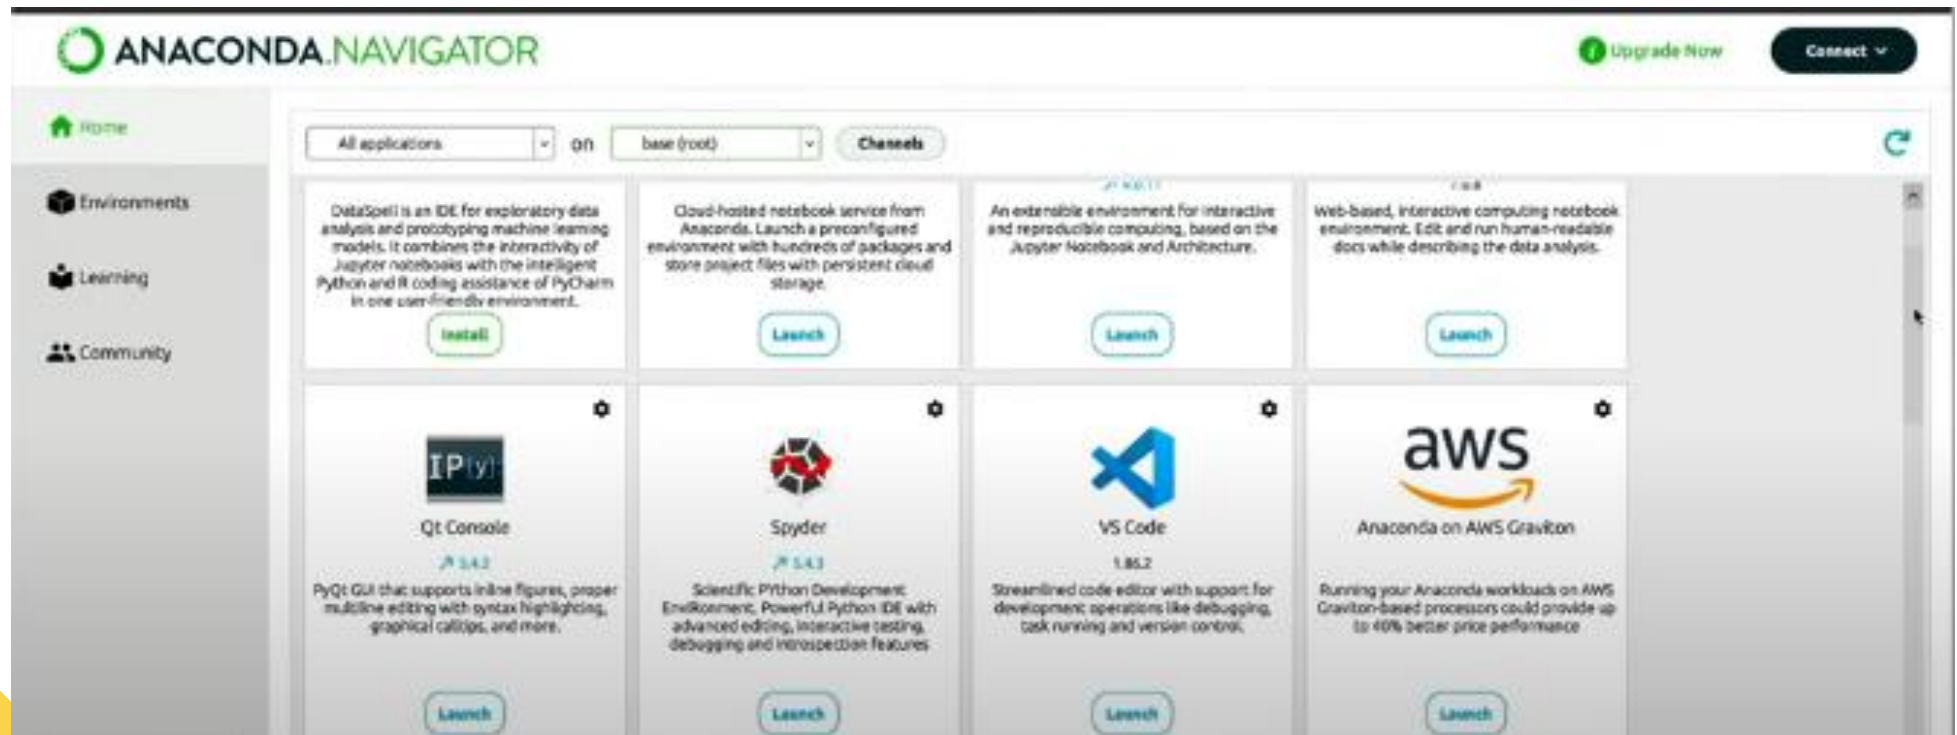 ANACONDA.NAVIGATOR
Upgrade Now
Connect
Home
Environments
Learning
Community
All applications
on
base (root)
Channels
DataSpell is an IDE for exploratory data
analysis and prototyping machine learning
models. It combines the interactivity of
Jupyter notebooks with the intelligent
Python and R coding assistance of PyCharm
in one user-friendly environment.
Install
Cloud-hosted notebook service from
Anaconda. Launch a preconfigured
environment with hundreds of packages and
store project files with persistent cloud
storage.
Launch
An extensible environment for interactive
and reproducible computing, based on the
Jupyter Notebook and Architecture.
Launch
Web-based, interactive computing notebook
environment. Edit and run human-readable
docs while describing the data analysis.
Launch
IP[y]:
Qt Console
5.4.2
PyQt GUI that supports inline figures, proper
multiline editing with syntax highlighting,
graphical calltips, and more.
Launch
Spyder
5.4.3
Scientific PYthon Development
EnviRonment. Powerful Python IDE with
advanced editing, interactive testing,
debugging and introspection features
Launch
VS Code
1.86.2
Streamlined code editor with support for
development operations like debugging,
task running and version control.
Launch
aws
Anaconda on AWS Graviton
Running your Anaconda workloads on AWS
Graviton-based processors could provide up
to 40% better price performance
Launch